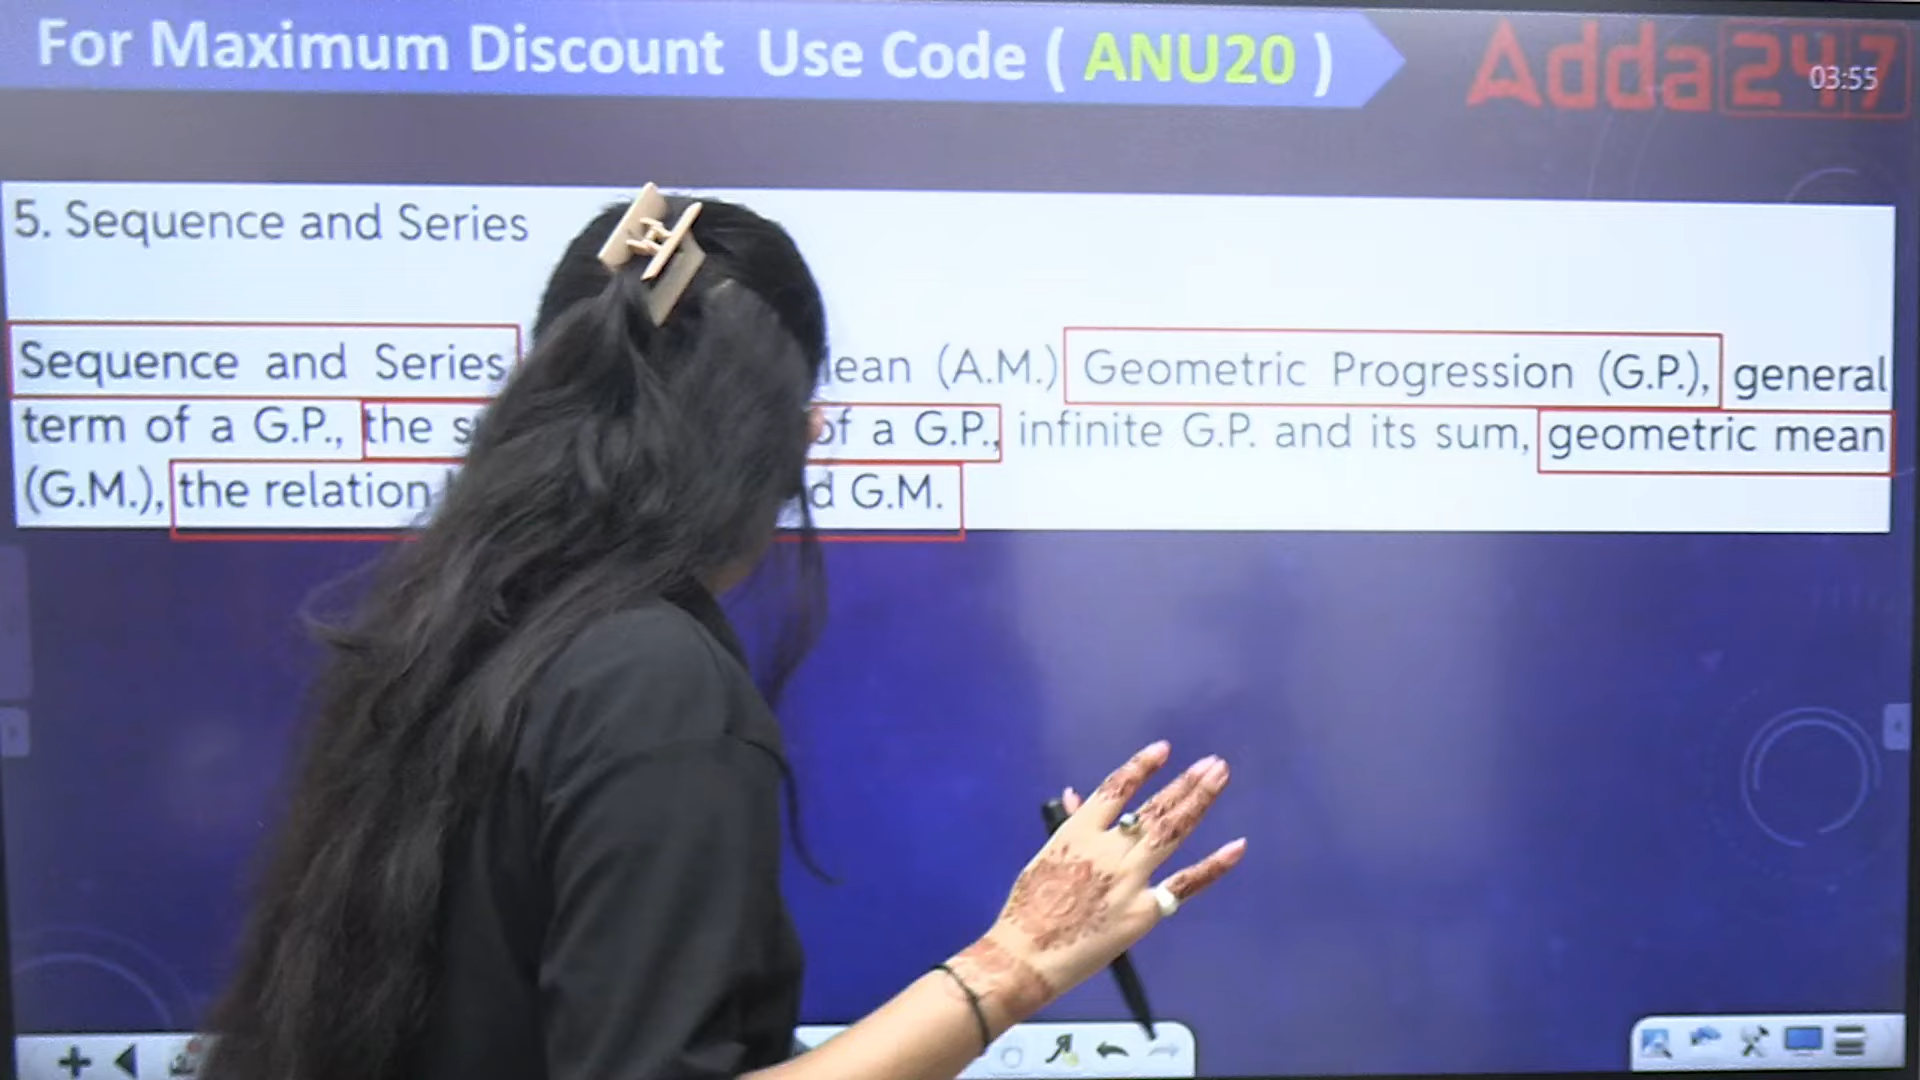 For Maximum Discount Use Code ( ANU20 )
Adda247
03:55
5. Sequence and Series
Sequence and Series (A.M.) Geometric Progression (G.P.), general
term of a G.P., the of a G.P., infinite G.P. and its sum, geometric mean
(G.M.), the relation G.M.